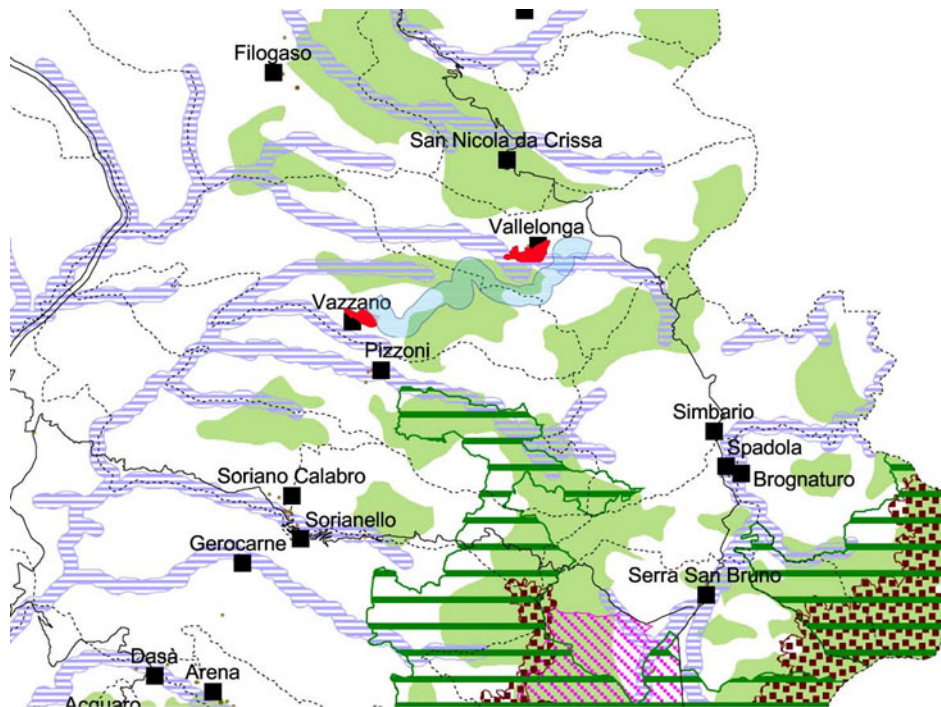 Filogaso
San Nicola da Crissa
Vallelonga
Vazzano
Pizzoni
Simbario
Spadola
Brognaturo
Soriano Calabro
Sorianello
Gerocarne
Serra San Bruno
Dasà
Arena
Acquaro